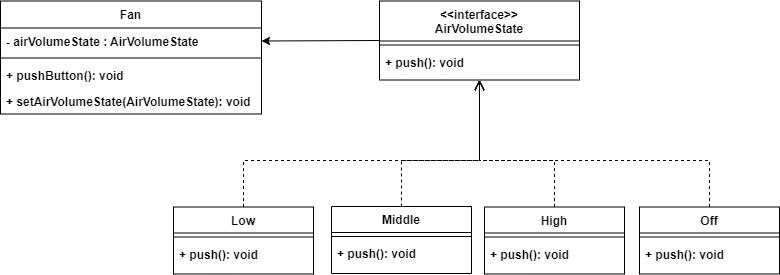 Fan
- airVolumeState : AirVolumeState
+ pushButton(): void
+ setAirVolumeState(AirVolumeState): void
<<interface>>
AirVolumeState
+ push(): void
Low
+ push(): void
Middle
+ push(): void
High
+ push(): void
Off
+ push(): void